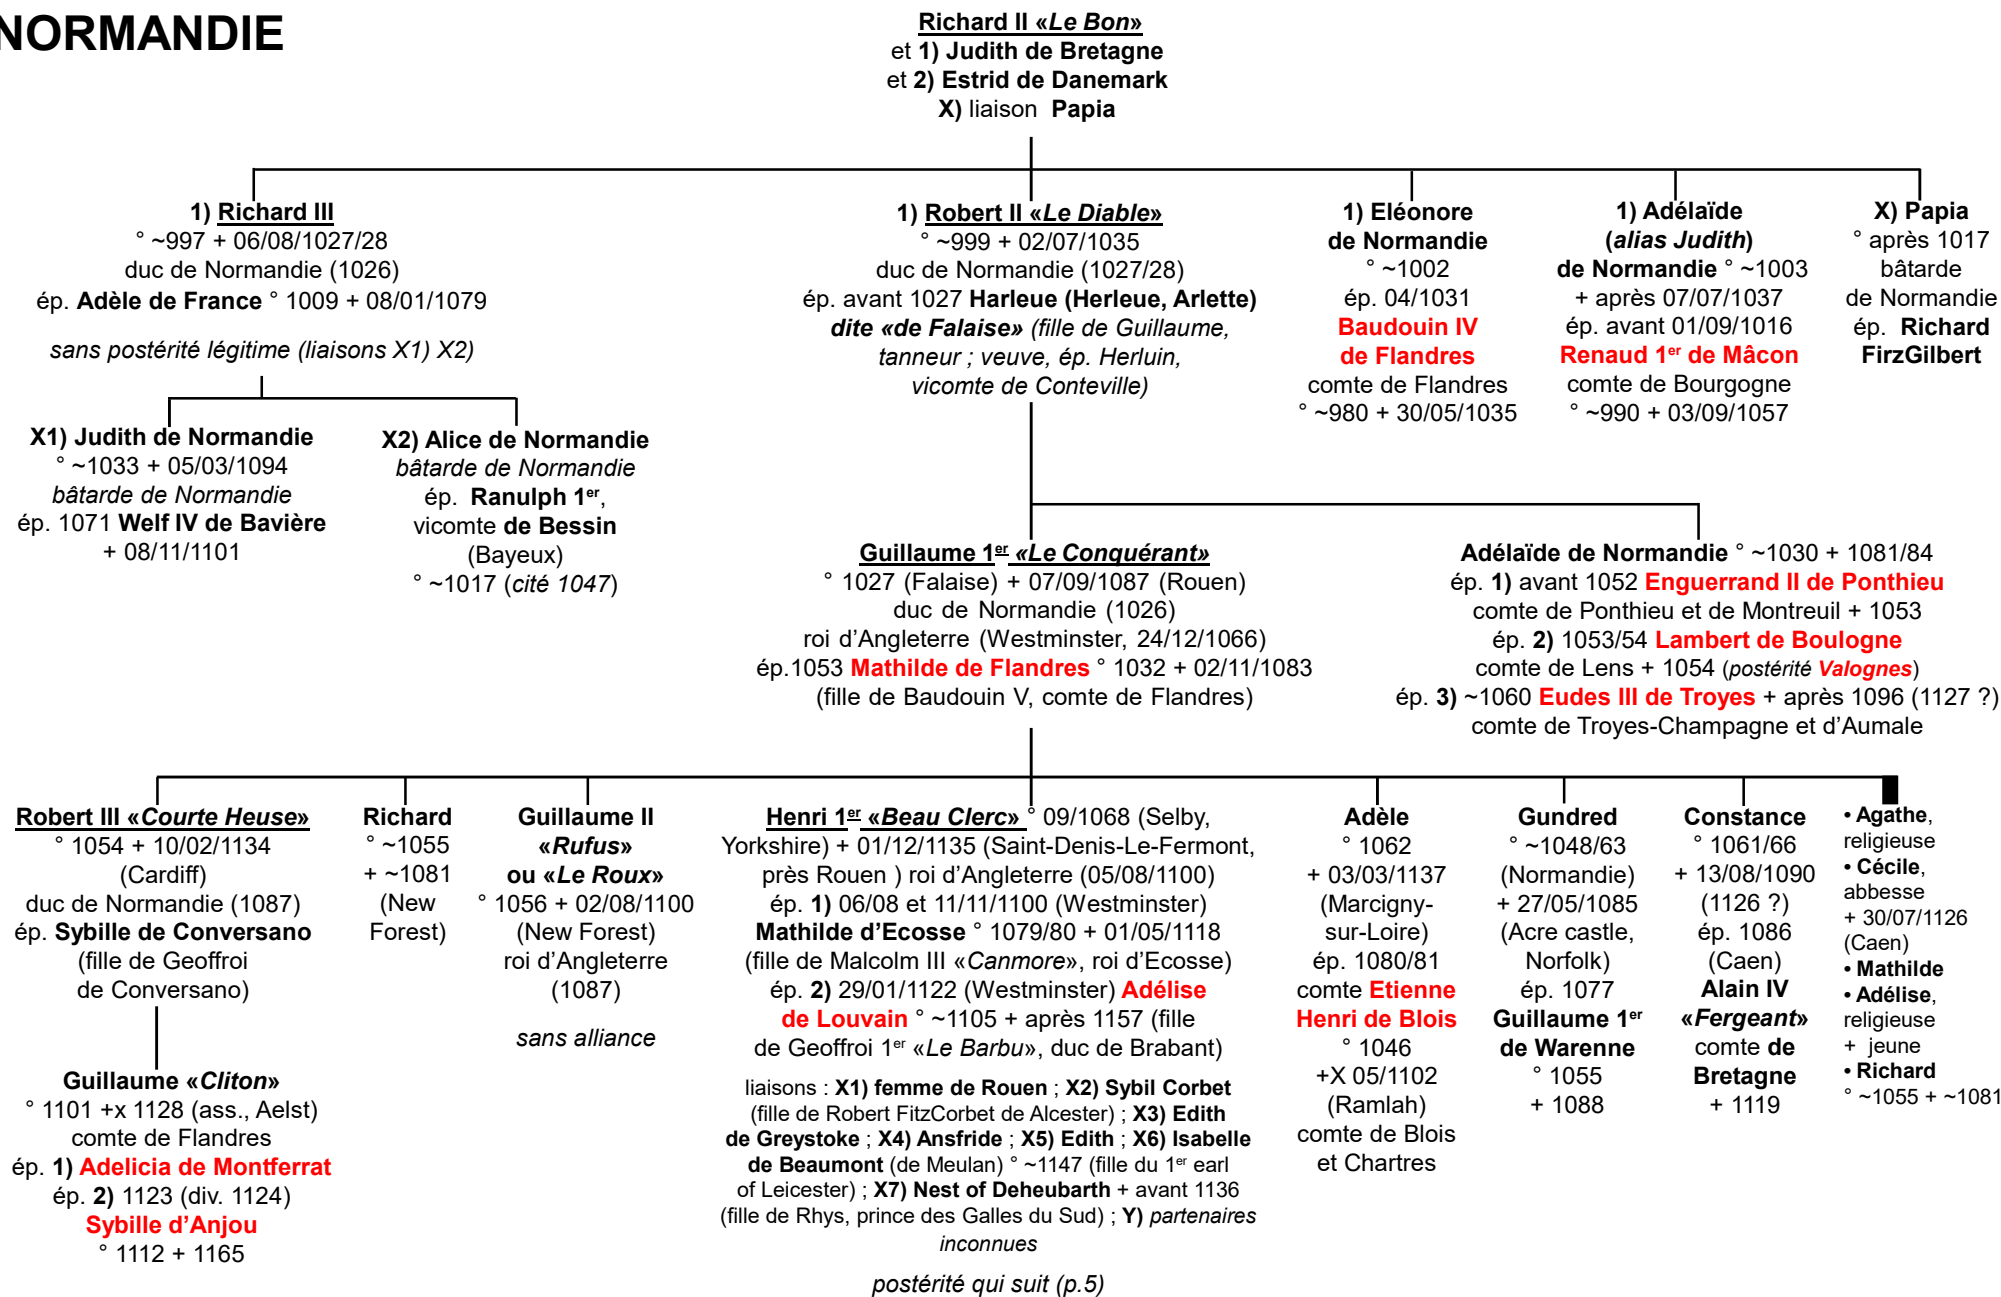 NORMANDIE
Richard II «Le Bon»
et 1) Judith de Bretagne
et 2) Estrid de Danemark
X) liaison Papia
1) Richard III
° ~997 + 06/08/1027/28
duc de Normandie (1026)
ép. Adèle de France ° 1009 + 08/01/1079
sans postérité légitime (liaisons X1) X2)
1) Robert II «Le Diable»
° ~999 + 02/07/1035
duc de Normandie (1027/28)
ép. avant 1027 Harleue (Herleue, Arlette)
dite «de Falaise» (fille de Guillaume,
tanneur ; veuve, ép. Herluin,
vicomte de Conteville)
1) Eléonore
de Normandie
° ~1002
ép. 04/1031
Baudouin IV
de Flandres
comte de Flandres
° ~980 + 30/05/1035
1) Adélaïde
(alias Judith)
de Normandie ° ~1003
+ après 07/07/1037
ép. avant 01/09/1016
Renaud 1er de Mâcon
comte de Bourgogne
° ~990 + 03/09/1057
X) Papia
° après 1017
bâtarde
de Normandie
ép. Richard
FirzGilbert
X1) Judith de Normandie
° ~1033 + 05/03/1094
bâtarde de Normandie
ép. 1071 Welf IV de Bavière
+ 08/11/1101
X2) Alice de Normandie
bâtarde de Normandie
ép. Ranulph 1er,
vicomte de Bessin
(Bayeux)
° ~1017 (cité 1047)
Guillaume 1er «Le Conquérant»
° 1027 (Falaise) + 07/09/1087 (Rouen)
duc de Normandie (1026)
roi d'Angleterre (Westminster, 24/12/1066)
ép.1053 Mathilde de Flandres ° 1032 + 02/11/1083
(fille de Baudouin V, comte de Flandres)
Adélaïde de Normandie ° ~1030 + 1081/84
ép. 1) avant 1052 Enguerrand II de Ponthieu
comte de Ponthieu et de Montreuil + 1053
ép. 2) 1053/54 Lambert de Boulogne
comte de Lens + 1054 (postérité Valognes)
ép. 3) ~1060 Eudes III de Troyes + après 1096 (1127 ?)
comte de Troyes-Champagne et d'Aumale
Robert III «Courte Heuse»
° 1054 + 10/02/1134
(Cardiff)
duc de Normandie (1087)
ép. Sybille de Conversano
(fille de Geoffroi
de Conversano)
Guillaume «Cliton»
° 1101 +x 1128 (ass., Aelst)
comte de Flandres
ép. 1) Adelicia de Montferrat
ép. 2) 1123 (div. 1124)
Sybille d'Anjou
° 1112 + 1165
Richard
° ~1055
+ ~1081
(New
Forest)
Guillaume II
«Rufus»
ou «Le Roux»
° 1056 + 02/08/1100
(New Forest)
roi d'Angleterre
(1087)
sans alliance
Henri 1er «Beau Clerc» ° 09/1068 (Selby,
Yorkshire) + 01/12/1135 (Saint-Denis-Le-Fermont,
près Rouen ) roi d'Angleterre (05/08/1100)
ép. 1) 06/08 et 11/11/1100 (Westminster)
Mathilde d'Ecosse ° 1079/80 + 01/05/1118
(fille de Malcolm III «Canmore», roi d'Ecosse)
ép. 2) 29/01/1122 (Westminster) Adélise
de Louvain ° ~1105 + après 1157 (fille
de Geoffroi 1er «Le Barbu», duc de Brabant)
liaisons : X1) femme de Rouen ; X2) Sybil Corbet
(fille de Robert FitzCorbet de Alcester) ; X3) Edith
de Greystoke ; X4) Ansfride ; X5) Edith ; X6) Isabelle
de Beaumont (de Meulan) ° ~1147 (fille du 1er earl
of Leicester) ; X7) Nest of Deheubarth + avant 1136
(fille de Rhys, prince des Galles du Sud) ; Y) partenaires
inconnues
postérité qui suit (p.5)
Adèle
° 1062
+ 03/03/1137
(Marcigny-
sur-Loire)
ép. 1080/81
comte Etienne
Henri de Blois
° 1046
+X 05/1102
(Ramlah)
comte de Blois
et Chartres
Gundred
° ~1048/63
(Normandie)
+ 27/05/1085
(Acre castle,
Norfolk)
ép. 1077
Guillaume 1er
de Warenne
° 1055
+ 1088
Constance
° 1061/66
+ 13/08/1090
(1126 ?)
ép. 1086
(Caen)
Alain IV
«Fergeant»
comte de
Bretagne
+ 1119
• Agathe,
religieuse
• Cécile,
abbesse
+ 30/07/1126
(Caen)
• Mathilde
• Adélise,
religieuse
+ jeune
• Richard
° ~1055 + ~1081